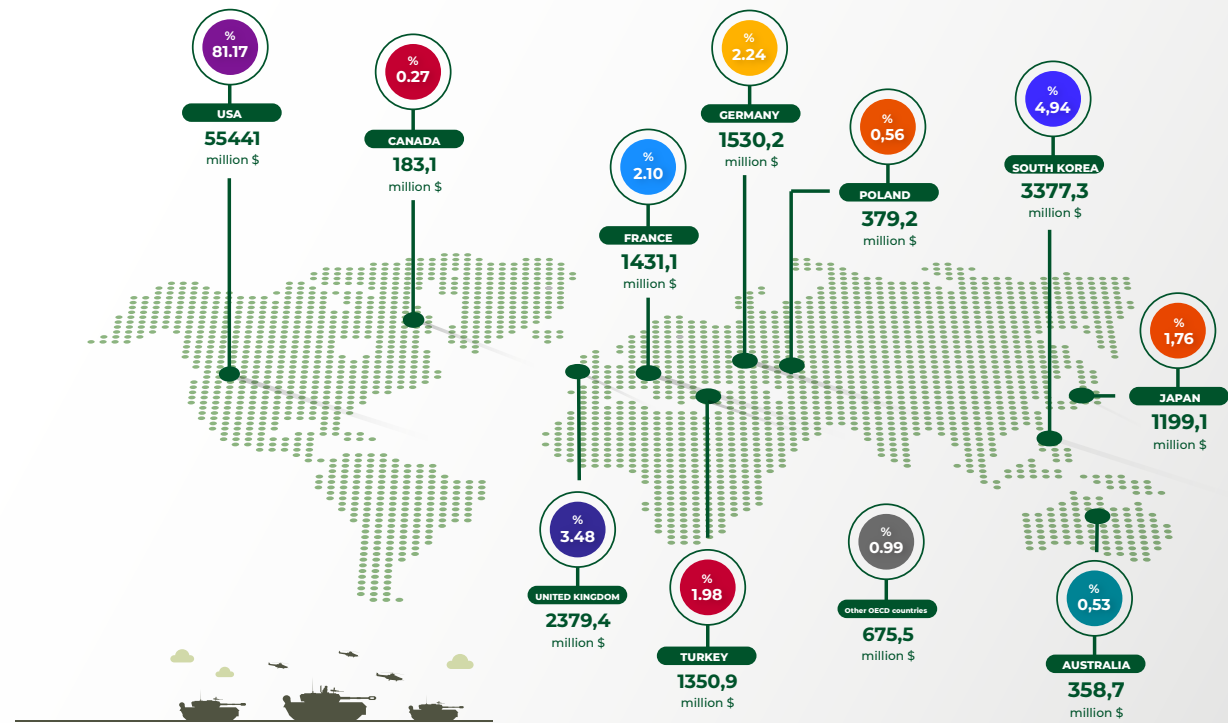 %
81.17
USA
55441
million $
%
0.27
CANADA
183,1
million $
%
2.10
FRANCE
1431,1
million $
%
2.24
GERMANY
1530,2
million $
%
0,56
POLAND
379,2
million $
%
4,94
SOUTH KOREA
3377,3
million $
%
1,76
JAPAN
1199,1
million $
%
3.48
UNITED KINGDOM
2379,4
million $
%
1.98
TURKEY
1350,9
million $
%
0.99
Other OECD countries
675,5
million $
%
0,53
AUSTRALIA
358,7
million $